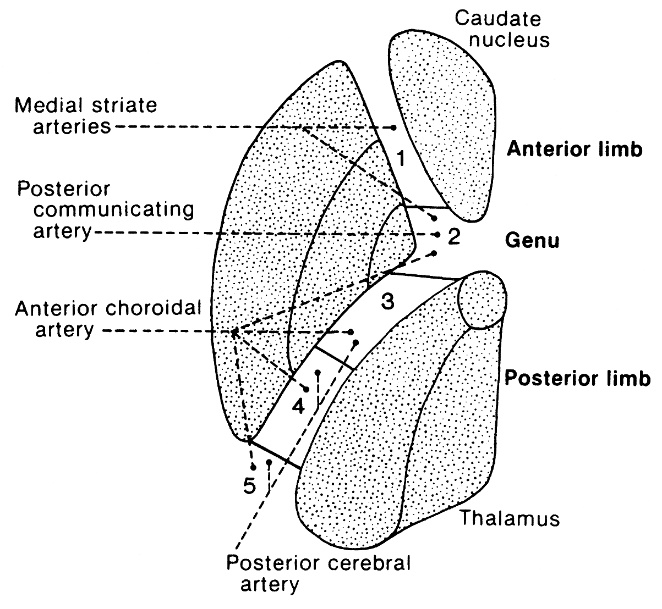 Caudate
nucleus
Medial striate
arteries
1
Anterior limb
Posterior
communicating
artery
2
Genu
3
Anterior choroidal
artery
Posterior limb
4
5
Thalamus
Posterior cerebral
artery